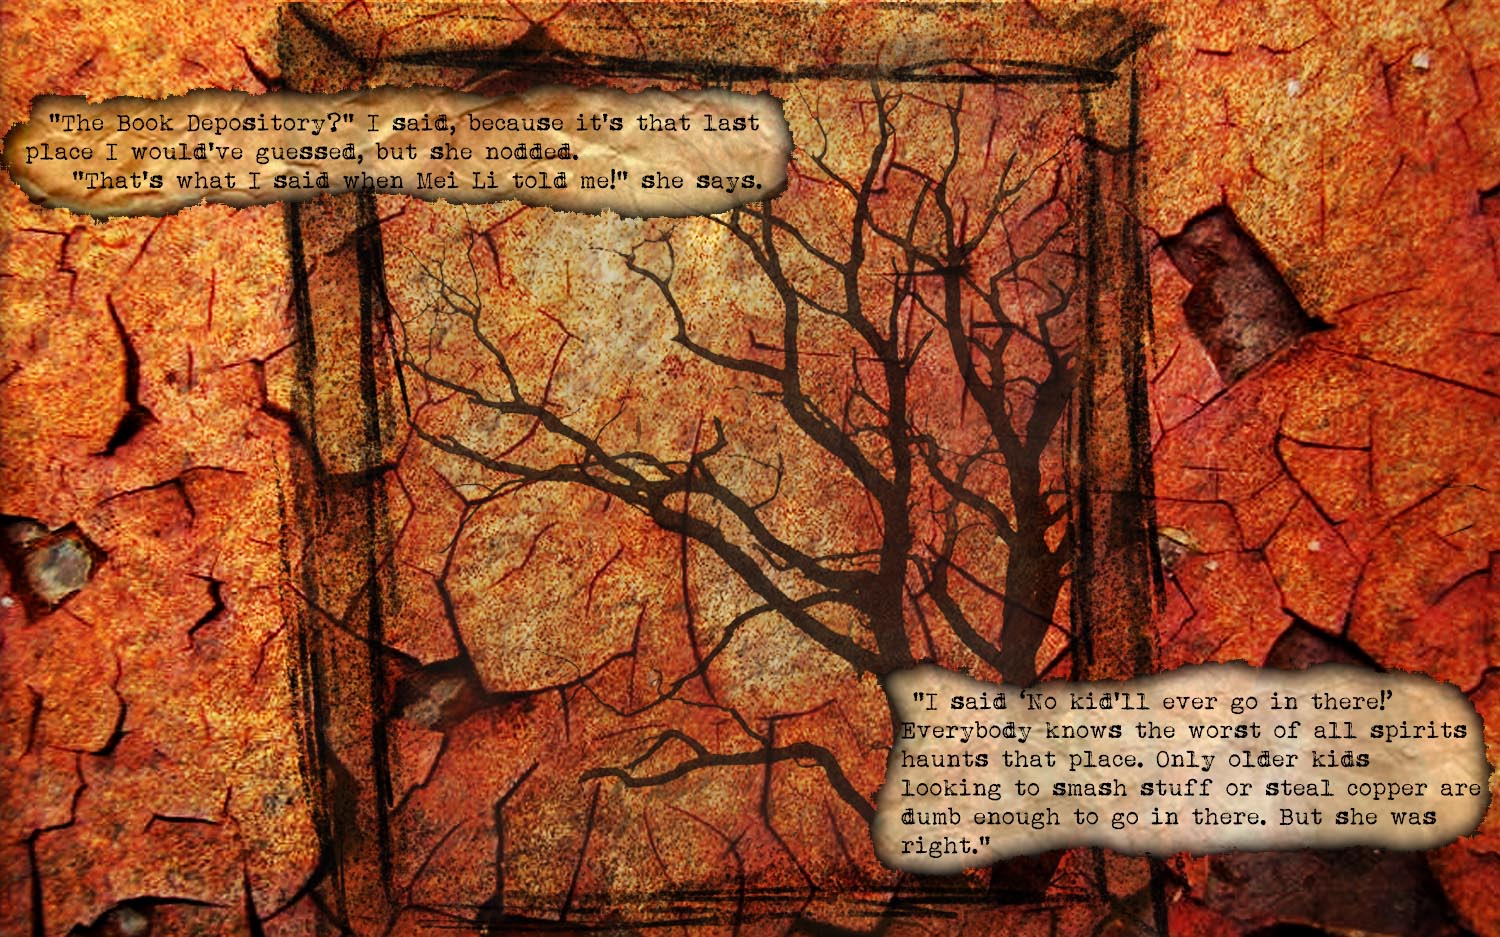 "The Book Depository?" I said, because it's that last
place I would've guessed, but she nodded.
"That's what I said when Mei Li told me!" she says.
"I said ‘No kid'll ever go in there!’
Everybody knows the worst of all spirits
haunts that place. Only older kids
looking to smash stuff or steal copper are
dumb enough to go in there. But she was
right."